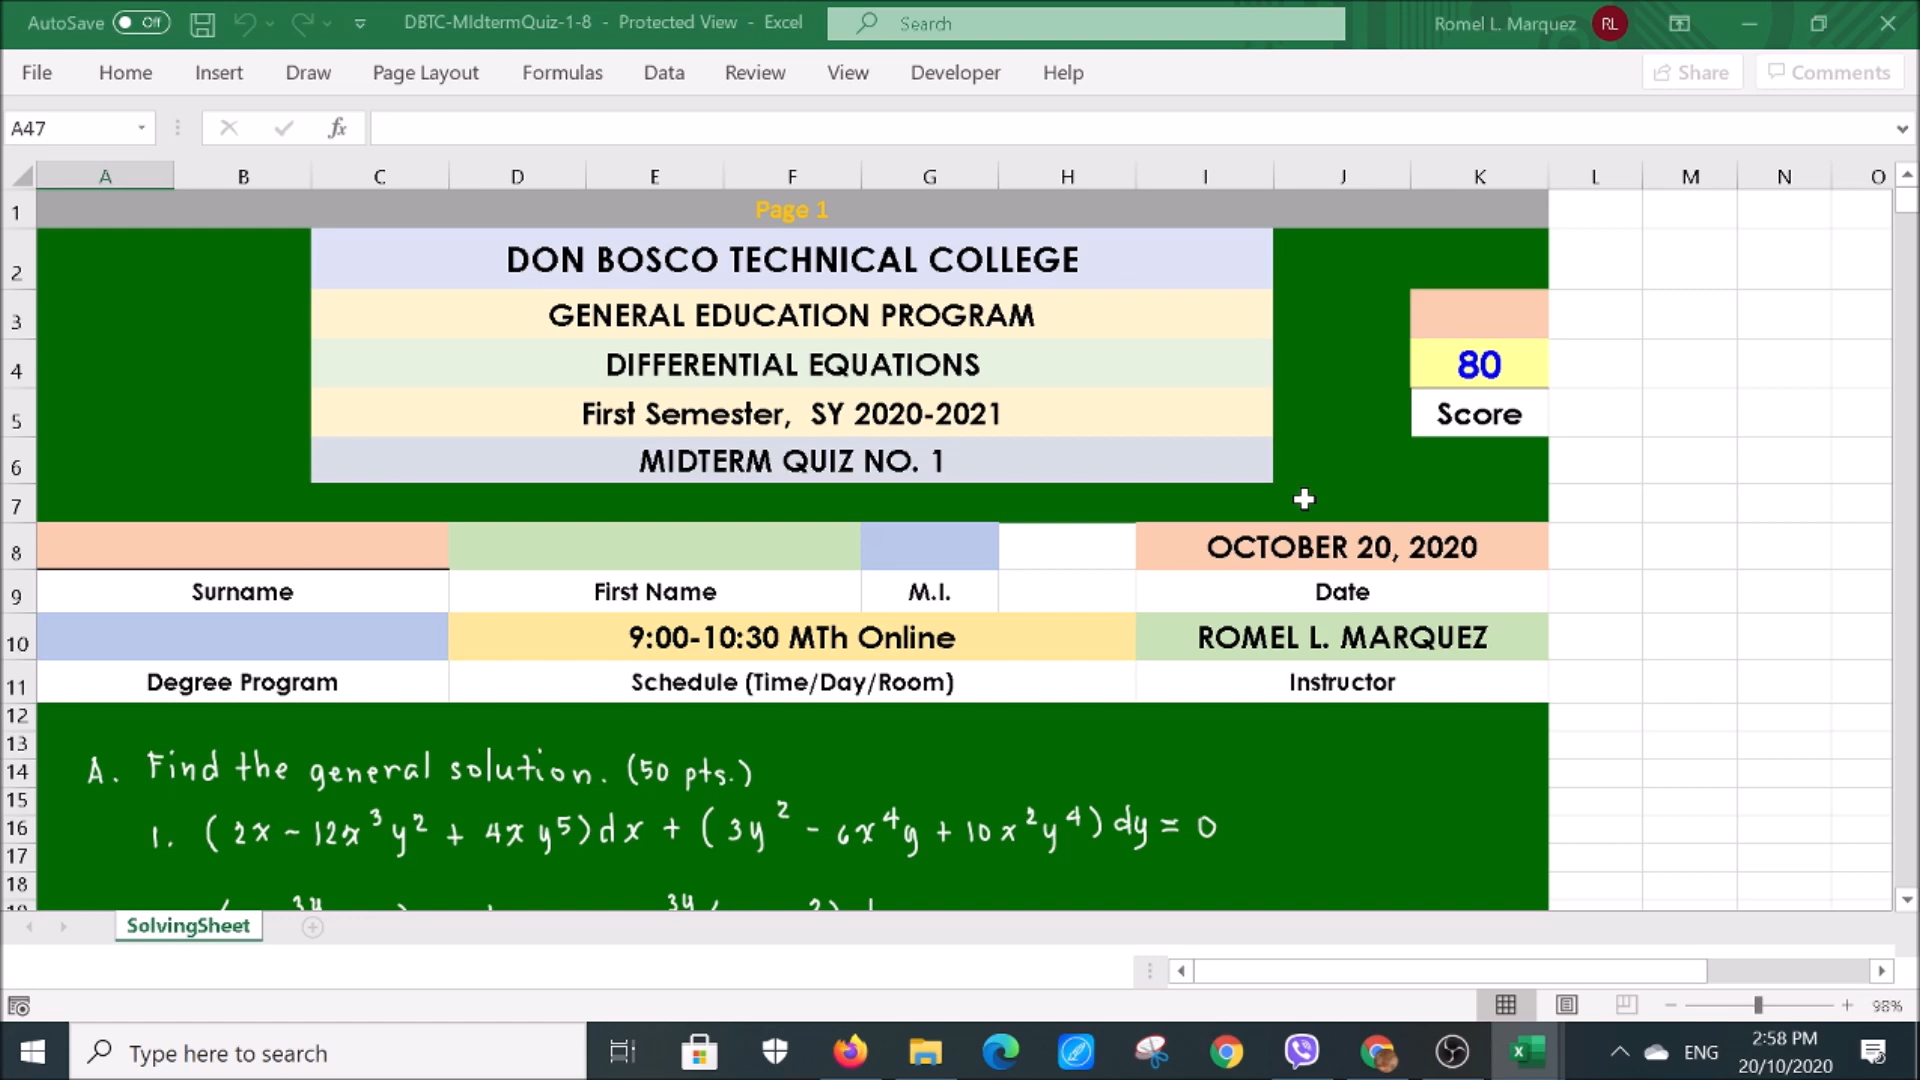 AutoSave Off DBTC-MIdtermQuiz-1-8 - Protected View - Excel Search Romel L. Marquez RL
File Home Insert Draw Page Layout Formulas Data Review View Developer Help Share Comments
A47 fx
A B C D E F G H I J K L M N O
1 Page 1
2 DON BOSCO TECHNICAL COLLEGE
3 GENERAL EDUCATION PROGRAM
4 DIFFERENTIAL EQUATIONS 80
5 First Semester, SY 2020-2021 Score
6 MIDTERM QUIZ NO. 1
7
8 OCTOBER 20, 2020
9 Surname First Name M.I. Date
10 9:00-10:30 MTh Online ROMEL L. MARQUEZ
11 Degree Program Schedule (Time/Day/Room) Instructor
12
13
14 A. Find the general solution. (50 pts.)
15
16 1. (2x - 12x³y² + 4xy⁵)dx + (3y² - 6x⁴y + 10x²y⁴)dy = 0
17
18
SolvingSheet
98%
Type here to search ENG 2:58 PM
20/10/2020